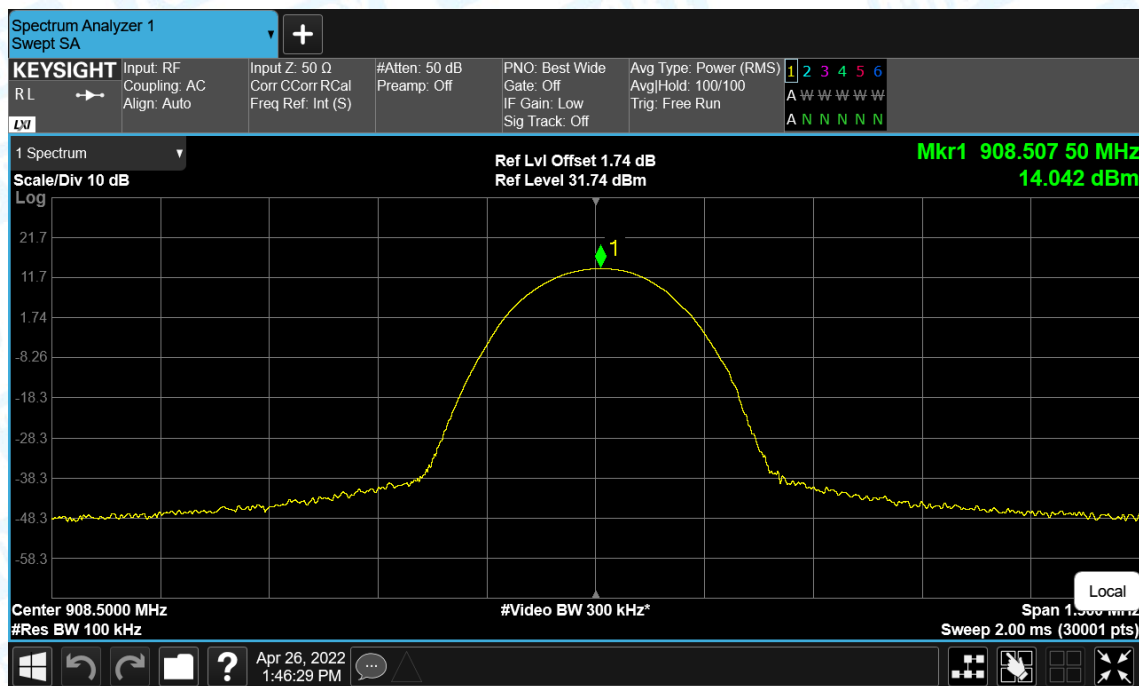 Spectrum Analyzer 1
Swept SA
+
KEYSIGHT
R L
LXI
Input: RF
Coupling: AC
Align: Auto
Input Z: 50 Ω
Corr CCorr RCal
Freq Ref: Int (S)
#Atten: 50 dB
Preamp: Off
PNO: Best Wide
Gate: Off
IF Gain: Low
Sig Track: Off
Avg Type: Power (RMS)
Avg|Hold: 100/100
Trig: Free Run
1 2 3 4 5 6
A W W W W W
A N N N N N
1 Spectrum
Scale/Div 10 dB
Log
Ref Lvl Offset 1.74 dB
Ref Level 31.74 dBm
Mkr1 908.507 50 MHz
14.042 dBm
1
21.7
11.7
1.74
-8.26
-18.3
-28.3
-38.3
-48.3
-58.3
Local
Center 908.5000 MHz
#Video BW 300 kHz*
#Res BW 100 kHz
Span
Sweep 2.00 ms (30001 pts)
?
Apr 26, 2022
1:46:29 PM